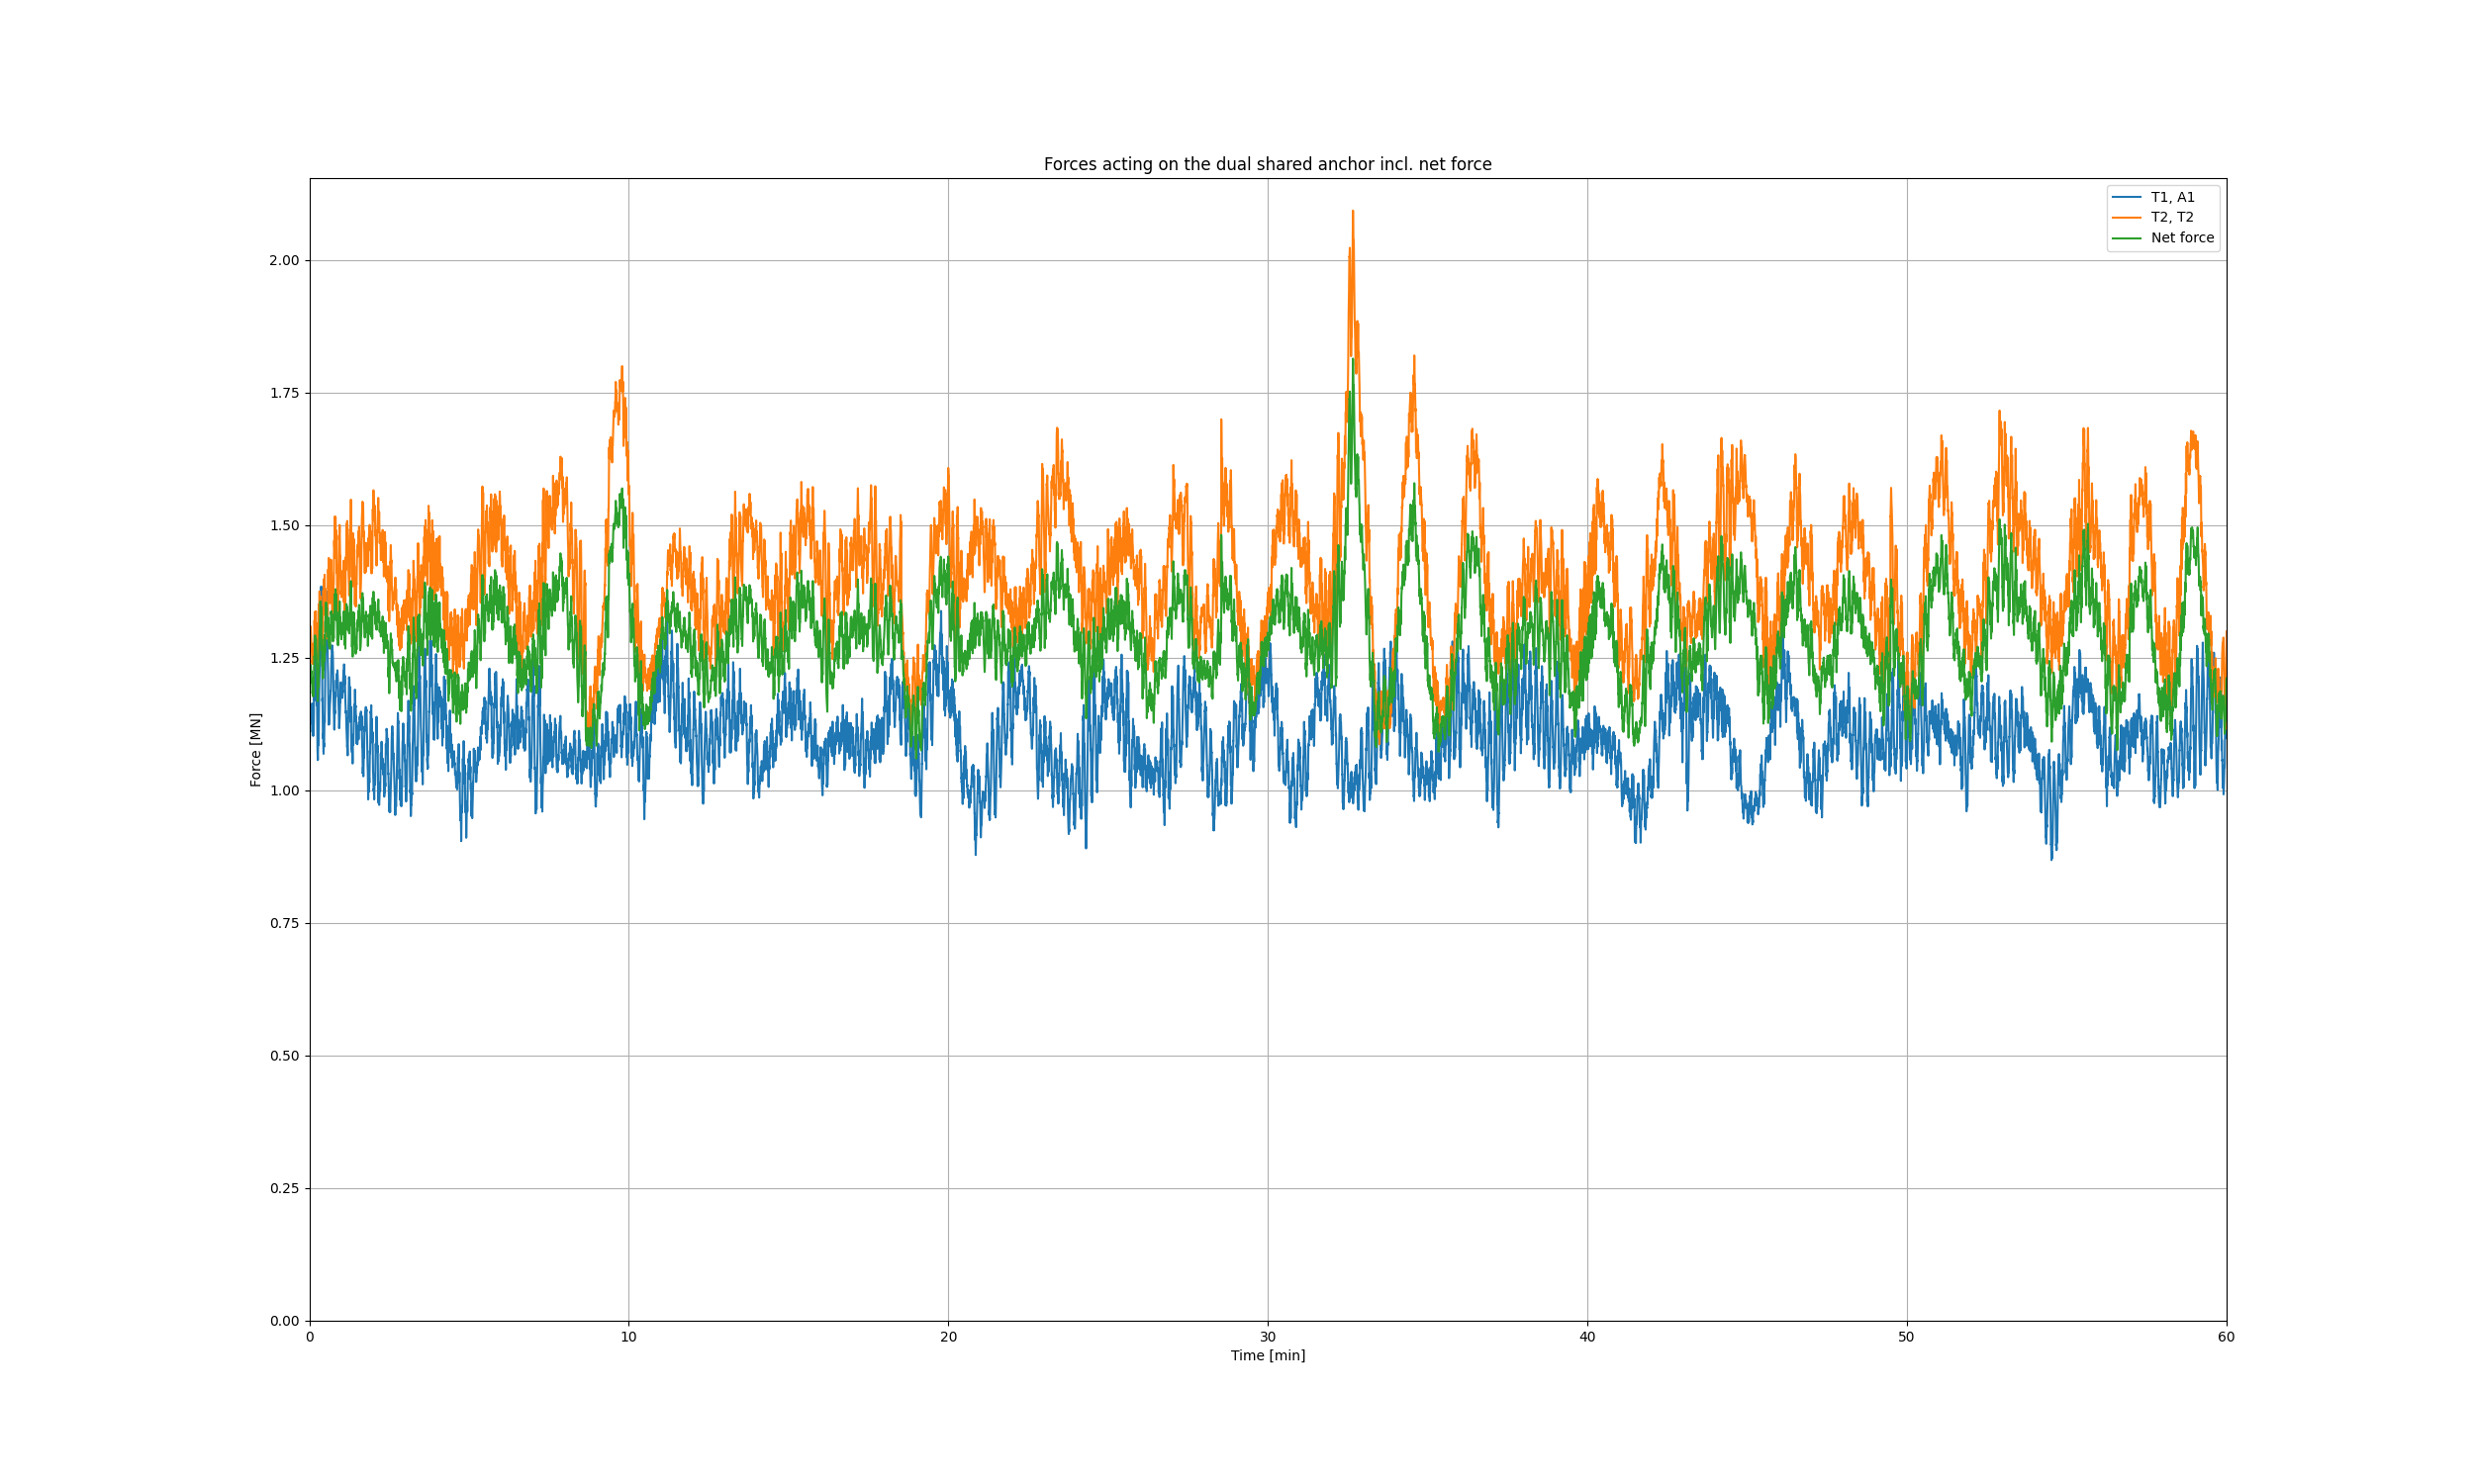 Forces acting on the dual shared anchor incl. net force
T1, A1
T2, T2
Net force
Force [MN]
2.00
1.75
1.50
1.25
1.00
0.75
0.50
0.25
0.00
0 10 20 30 40 50 60
Time [min]